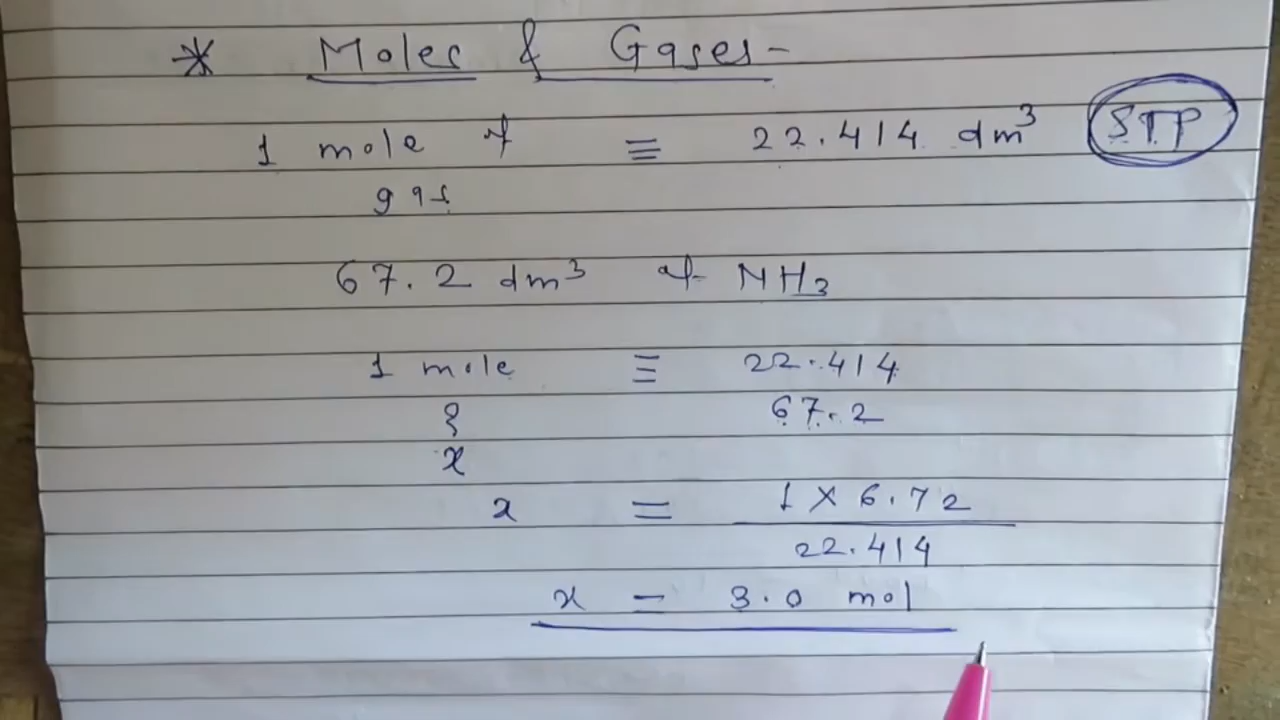 * Moles & Gases-
1 mole of ≡ 22.414 dm³ STP
gas
67.2 dm³ of NH₃
1 mole ≡ 22.414
? 67.2
x
x = 1 × 6.72
22.414
x = 3.0 mol